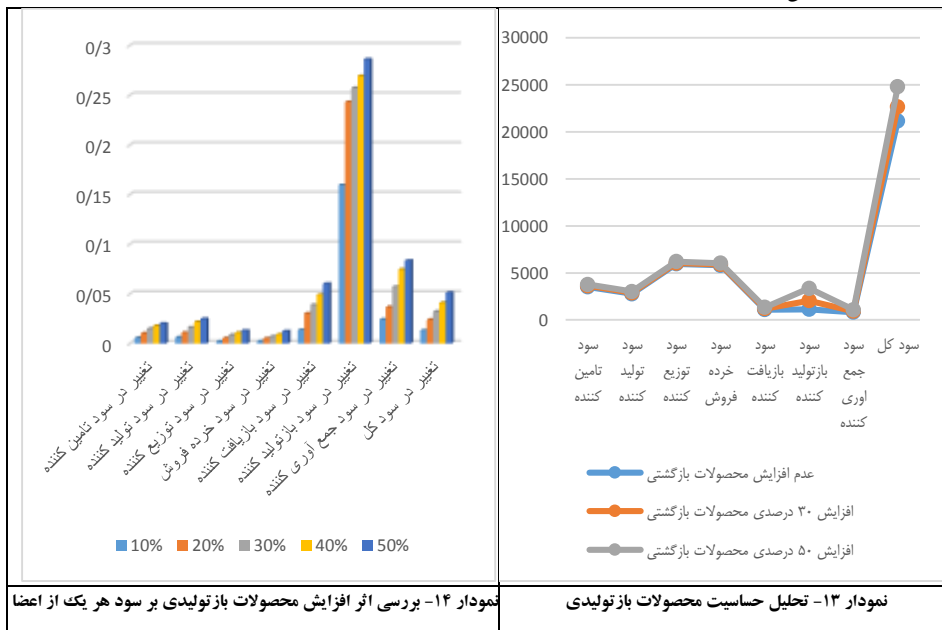 30000
25000
20000
15000
10000
5000
0
سود تامین کننده
سود تولید کننده
سود توزیع کننده
سود خرده فروش
سود بازیافت کننده
سود بازتولید کننده
سود جمع اوری کننده
سود کل
عدم افزایش محصولات بازگشتی
افزایش ۳۰ درصدی محصولات بازگشتی
افزایش ۵۰ درصدی محصولات بازگشتی
نمودار ۱۳- تحلیل حساسیت محصولات بازتولیدی
0/3
0/25
0/2
0/15
0/1
0/05
0
تغییر در سود تامین کننده
تغییر در سود تولید کننده
تغییر در سود توزیع کننده
تغییر در سود خرده فروش
تغییر در سود بازیافت کننده
تغییر در سود بازتولید کننده
تغییر در سود جمع آوری کننده
تغییر در سود کل
10% 20% 30% 40% 50%
نمودار ۱۴- بررسی اثر افزایش محصولات بازتولیدی بر سود هر یک از اعضا